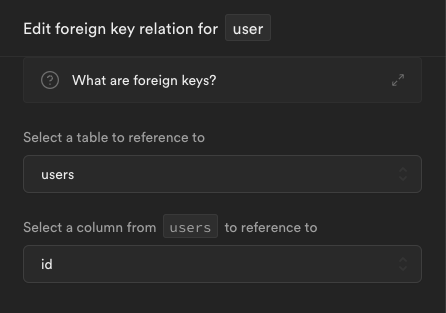 Edit foreign key relation for user
? What are foreign keys?
Select a table to reference to
users
Select a column from users to reference to
id